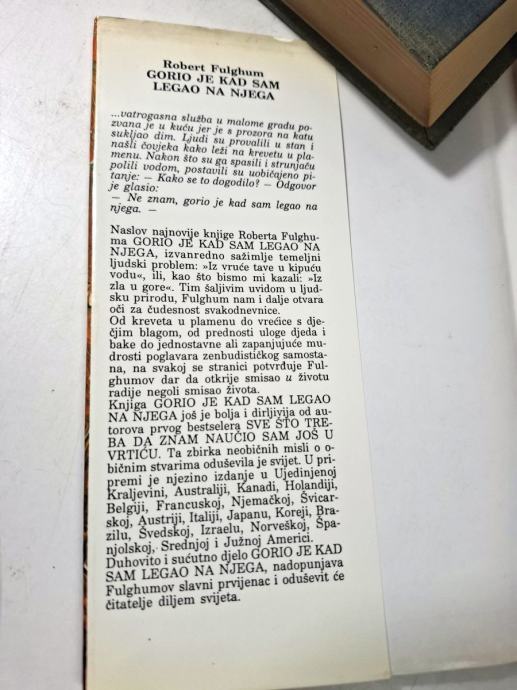 Robert Fulghum
GORIO JE KAD SAM
LEGAO NA NJEGA
...vatrogasna služba u malome gradu po-
zvana je u kuću jer je s prozora na katu
sukljao dim. Ljudi su provalili u stan i
našli čovjeka kako leži na krevetu u pla-
menu. Nakon što su ga spasili i strunjaču
polili vodom, postavili su uobičajeno pi-
tanje: — Kako se to dogodilo? — Odgovor
je glasio:
— Ne znam, gorio je kad sam legao na
njega. —
Naslov najnovije knjige Roberta Fulghu-
ma GORIO JE KAD SAM LEGAO NA
NJEGA, izvanredno sažimlje temeljni
ljudski problem: »Iz vruće tave u kipuću
vodu«, ili, kao što bismo mi kazali: »Iz
zla u gore«. Tim šaljivim uvidom u ljud-
sku prirodu, Fulghum nam i dalje otvara
oči za čudesnost svakodnevnice.
Od kreveta u plamenu do vrećice s dje-
čjim blagom, od prednosti uloge djeda i
bake do jednostavne ali zapanjujuće mu-
drosti poglavara zenbudističkog samosta-
na, na svakoj se stranici potvrđuje Ful-
ghumov dar da otkrije smisao u životu
radije negoli smisao života.
Knjiga GORIO JE KAD SAM LEGAO
NA NJEGA još je bolja i dirljivija od au-
torova prvog bestselera SVE ŠTO TRE-
BA DA ZNAM NAUČIO SAM JOŠ U
VRTIĆU. Ta zbirka neobičnih misli o o-
bičnim stvarima oduševila je svijet. U pri-
premi je njezino izdanje u Ujedinjenoj
Kraljevini, Australiji, Kanadi, Holandiji,
Belgiji, Francuskoj, Njemačkoj, Švicar-
skoj, Austriji, Italiji, Japanu, Koreji, Bra-
zilu, Švedskoj, Izraelu, Norveškoj, Špa-
njolskoj, Srednjoj i Južnoj Americi.
Duhovito i sućutno djelo GORIO JE KAD
SAM LEGAO NA NJEGA, nadopunjava
Fulghumov slavni prvijenac i oduševit će
čitatelje diljem svijeta.